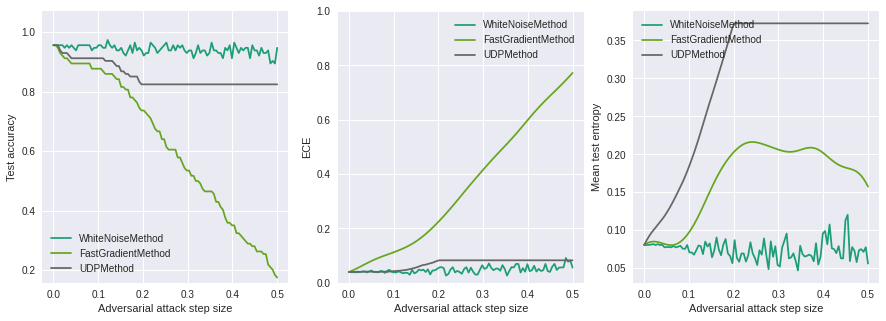 1.0
0.8
0.6
0.4
0.2
Test accuracy
WhiteNoiseMethod
FastGradientMethod
UDPMethod
0.0 0.1 0.2 0.3 0.4 0.5
Adversarial attack step size
1.0
0.8
0.6
0.4
0.2
0.0
ECE
WhiteNoiseMethod
FastGradientMethod
UDPMethod
0.0 0.1 0.2 0.3 0.4 0.5
Adversarial attack step size
0.35
0.30
0.25
0.20
0.15
0.10
0.05
Mean test entropy
WhiteNoiseMethod
FastGradientMethod
UDPMethod
0.0 0.1 0.2 0.3 0.4 0.5
Adversarial attack step size